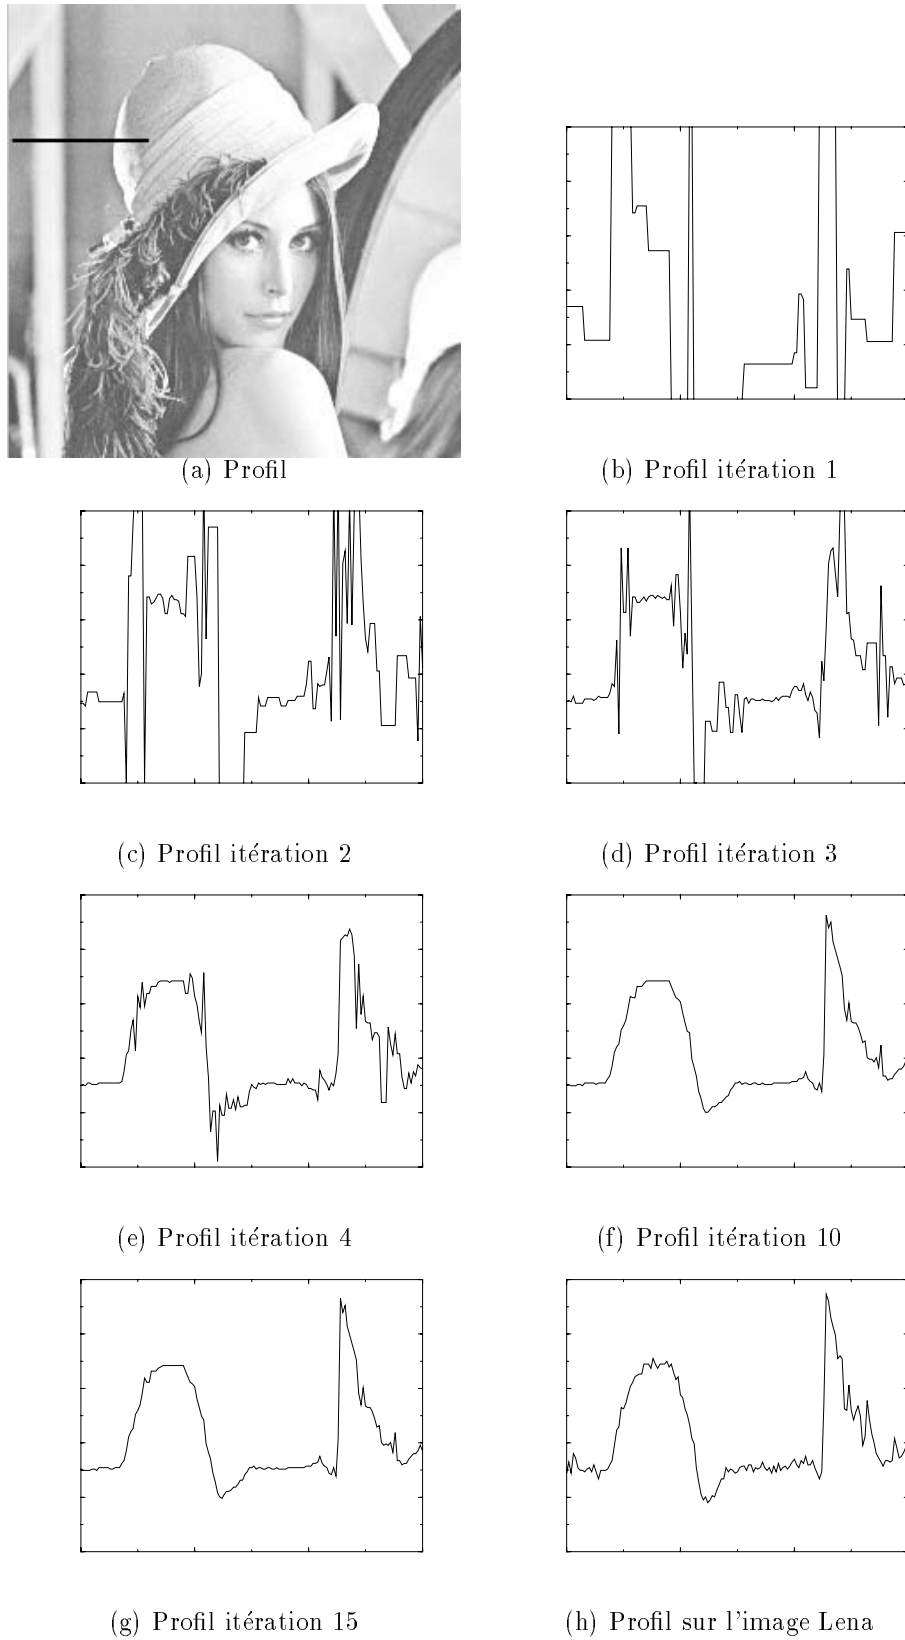 (a) Profil
(b) Profil itération 1
(c) Profil itération 2
(d) Profil itération 3
(e) Profil itération 4
(f) Profil itération 10
(g) Profil itération 15
(h) Profil sur l'image Lena